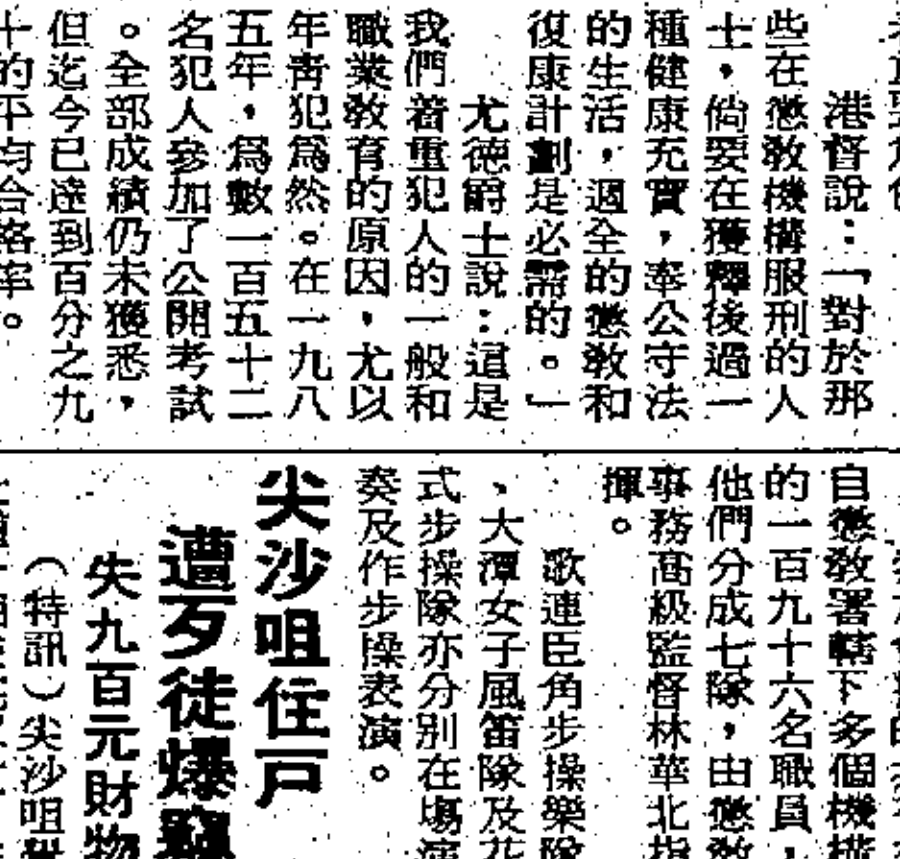 港督說：「對於那
些在懲敎機構服刑的人
士，倘要在獲釋後過一
種健康充實，奉公守法
的生活，週全的懲敎和
復康計劃是必需的。」
尤德爵士說：這是
我們着重犯人的一般和
職業敎育的原因，尤以
年靑犯爲然。在一九八
五年，爲數一百五十二
名犯人參加了公開考試
。全部成績仍未獲悉，
但迄今已達到百分之九
十的平均合格率。
自懲敎署轄下多個機構
的一百九十六名職員，
他們分成七隊，由懲敎
事務高級監督林華北指
揮。
歌連臣角步操樂隊
、大潭女子風笛隊及花
式步操隊亦分別在塲演
奏及作步操表演。
尖沙咀住戶
遭歹徒爆竊
失九百元財物
（特訊）尖沙咀